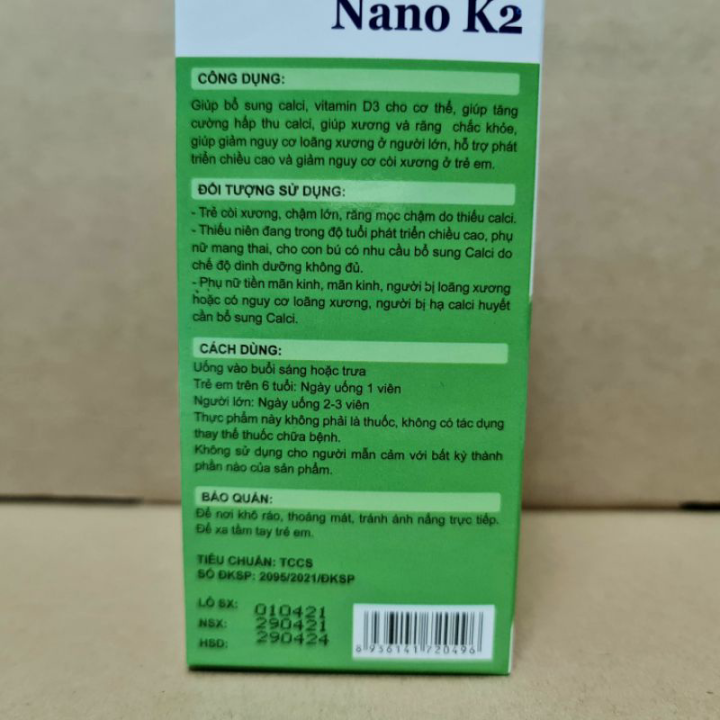 Nano K2
CÔNG DỤNG:
Giúp bổ sung calci, vitamin D3 cho cơ thể, giúp tăng
cường hấp thu calci, giúp xương và răng chắc khỏe,
giúp giảm nguy cơ loãng xương ở người lớn, hỗ trợ phát
triển chiều cao và giảm nguy cơ còi xương ở trẻ em.
ĐỐI TƯỢNG SỬ DỤNG:
- Trẻ còi xương, chậm lớn, răng mọc chậm do thiếu calci.
- Thiếu niên đang trong độ tuổi phát triển chiều cao, phụ
nữ mang thai, cho con bú có nhu cầu bổ sung Calci do
chế độ dinh dưỡng không đủ.
- Phụ nữ tiền mãn kinh, mãn kinh, người bị loãng xương
hoặc có nguy cơ loãng xương, người bị hạ calci huyết
cần bổ sung Calci.
CÁCH DÙNG:
Uống vào buổi sáng hoặc trưa
Trẻ em trên 6 tuổi: Ngày uống 1 viên
Người lớn: Ngày uống 2-3 viên
Thực phẩm này không phải là thuốc, không có tác dụng
thay thế thuốc chữa bệnh.
Không sử dụng cho người mẫn cảm với bất kỳ thành
phần nào của sản phẩm.
BẢO QUẢN:
Để nơi khô ráo, thoáng mát, tránh ánh nắng trực tiếp.
Để xa tầm tay trẻ em.
TIÊU CHUẨN: TCCS
SỐ ĐKSP: 2095/2021/ĐKSP
LÔ SX: 010421
NSX: 290421
HSD: 290424
8 936141 720496